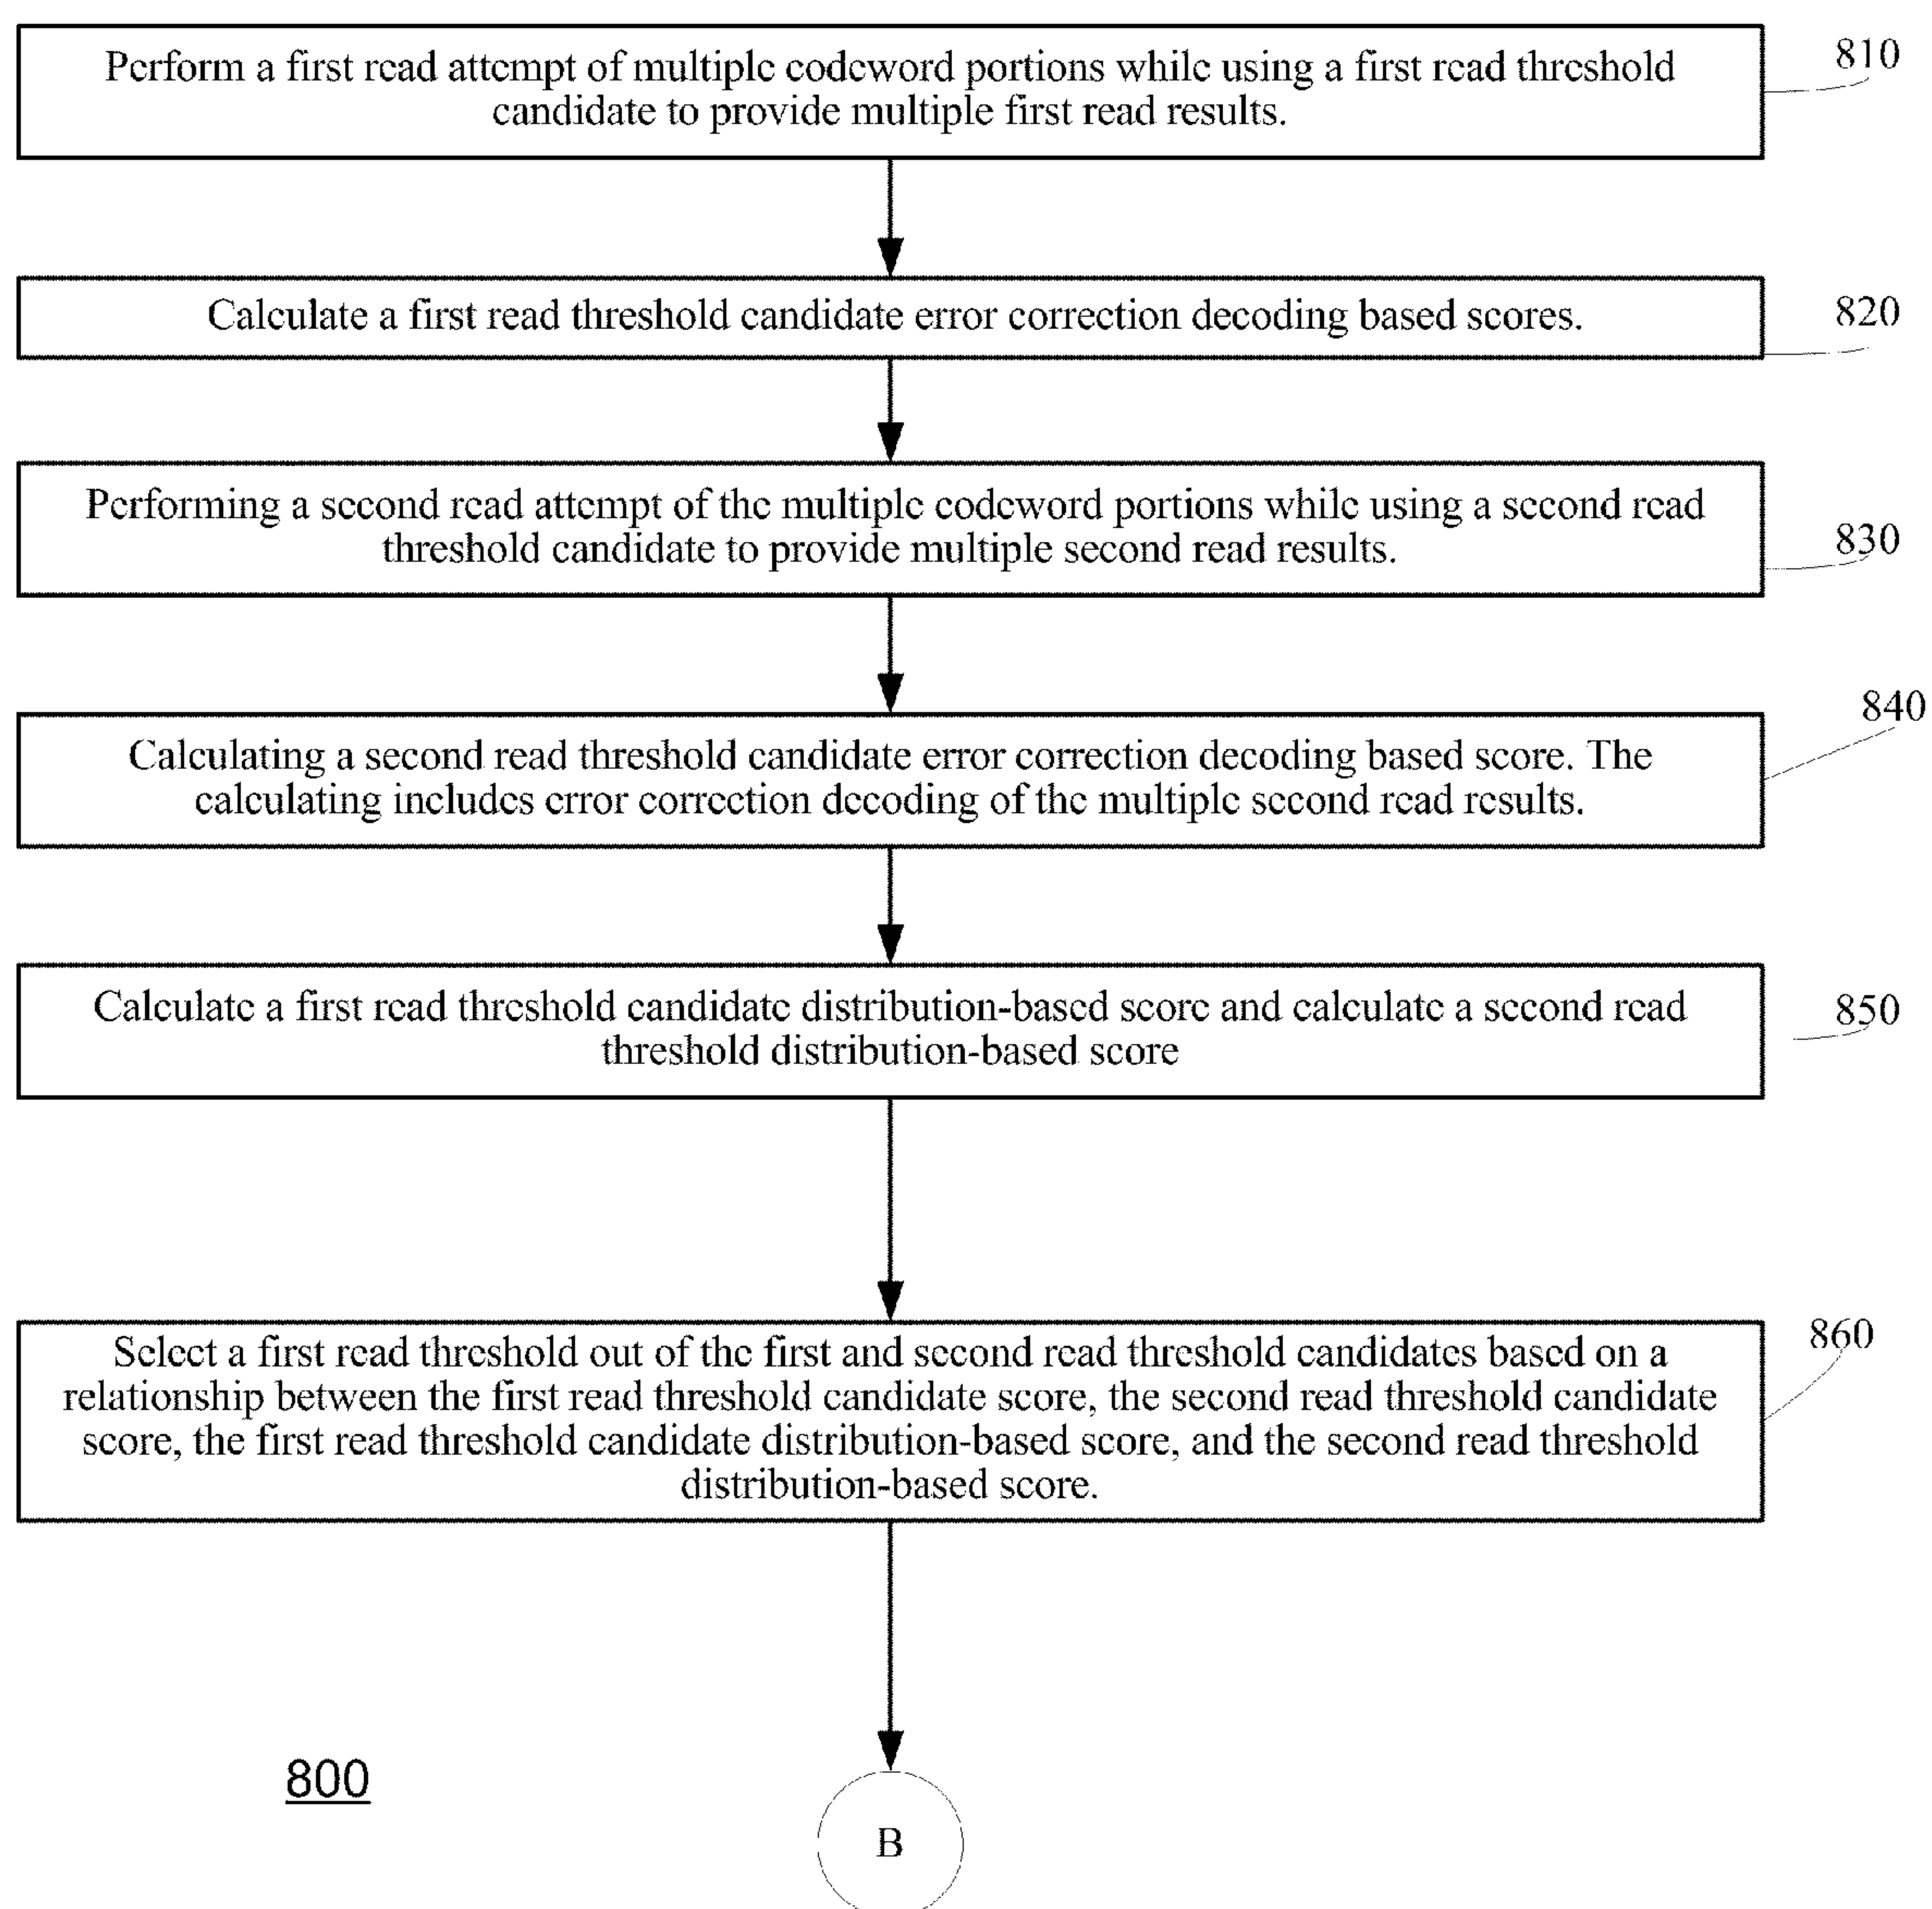 Perform a first read attempt of multiple codeword portions while using a first read threshold
candidate to provide multiple first read results.
810
Calculate a first read threshold candidate error correction decoding based scores.
820
Performing a second read attempt of the multiple codeword portions while using a second read
threshold candidate to provide multiple second read results.
830
840
Calculating a second read threshold candidate error correction decoding based score. The
calculating includes error correction decoding of the multiple second read results.
Calculate a first read threshold candidate distribution-based score and calculate a second read
threshold distribution-based score
850
860
Select a first read threshold out of the first and second read threshold candidates based on a
relationship between the first read threshold candidate score, the second read threshold candidate
score, the first read threshold candidate distribution-based score, and the second read threshold
distribution-based score.
800
B